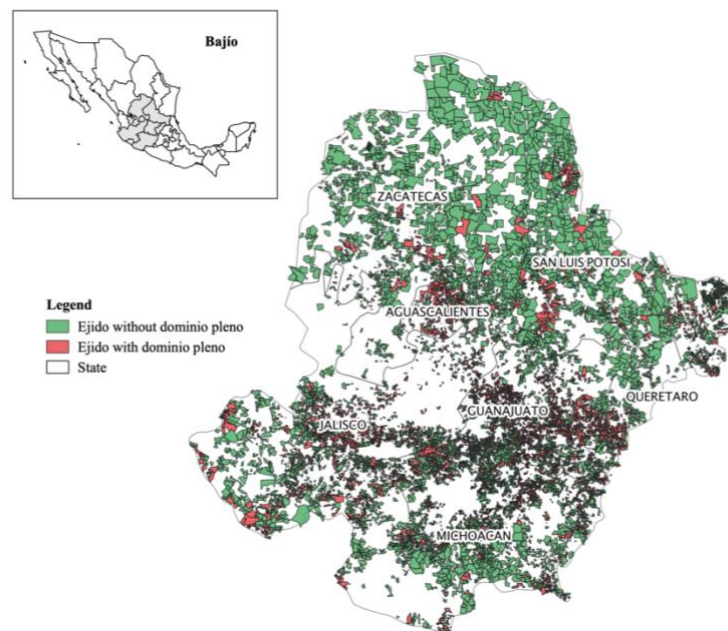 Bajío
ZACATECAS
SAN LUIS POTOSI
Legend
Ejido without dominio pleno
Ejido with dominio pleno
State
AGUASCALIENTES
QUERETARO
GUANAJUATO
JALISCO
MICHOACAN